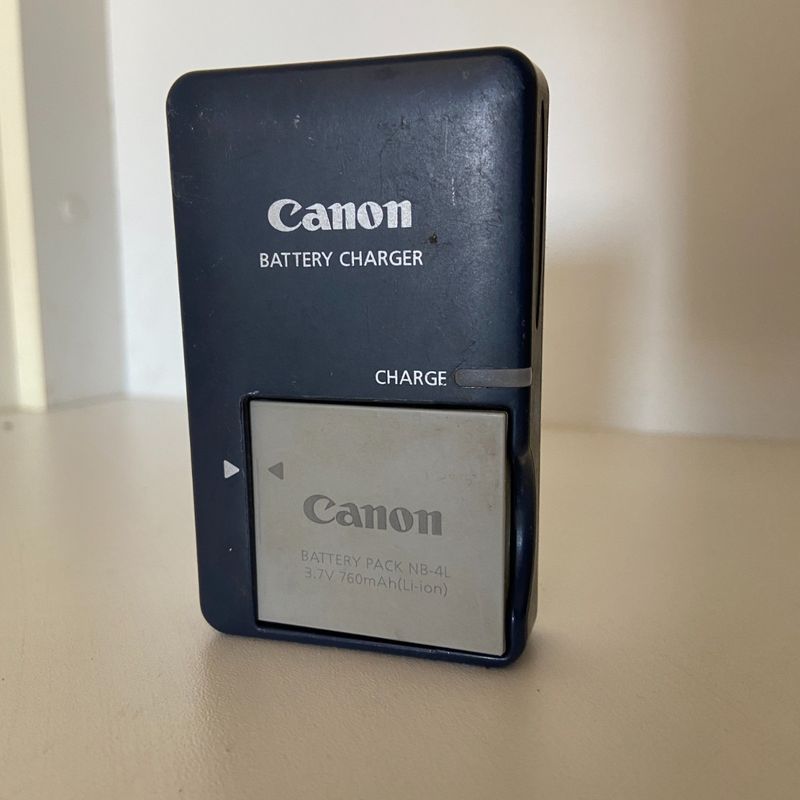 Canon
BATTERY CHARGER
CHARGE
Canon
BATTERY PACK NB-4L
3.7V 760mAh(Li-ion)